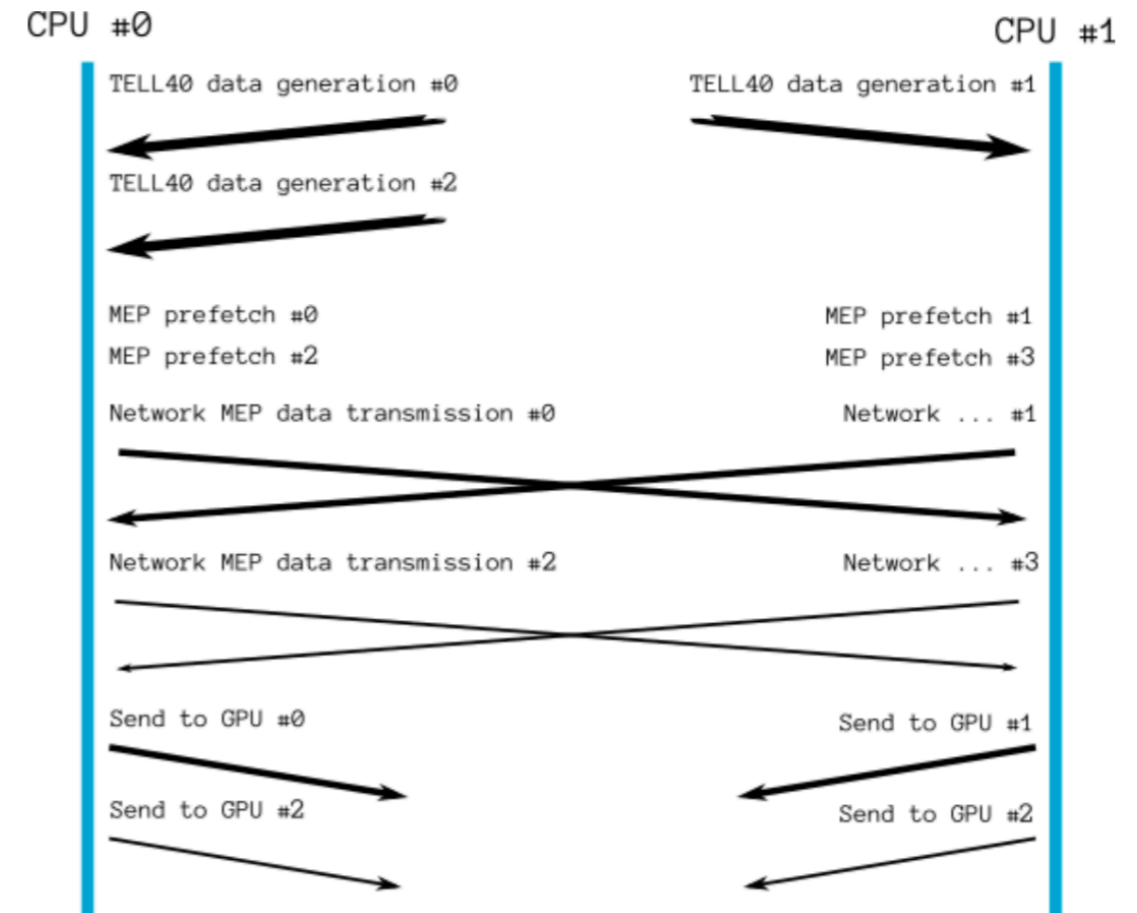 CPU #0
CPU #1
TELL40 data generation #0
TELL40 data generation #1
TELL40 data generation #2
MEP prefetch #0
MEP prefetch #1
MEP prefetch #2
MEP prefetch #3
Network MEP data transmission #0
Network ... #1
Network MEP data transmission #2
Network ... #3
Send to GPU #0
Send to GPU #1
Send to GPU #2
Send to GPU #2